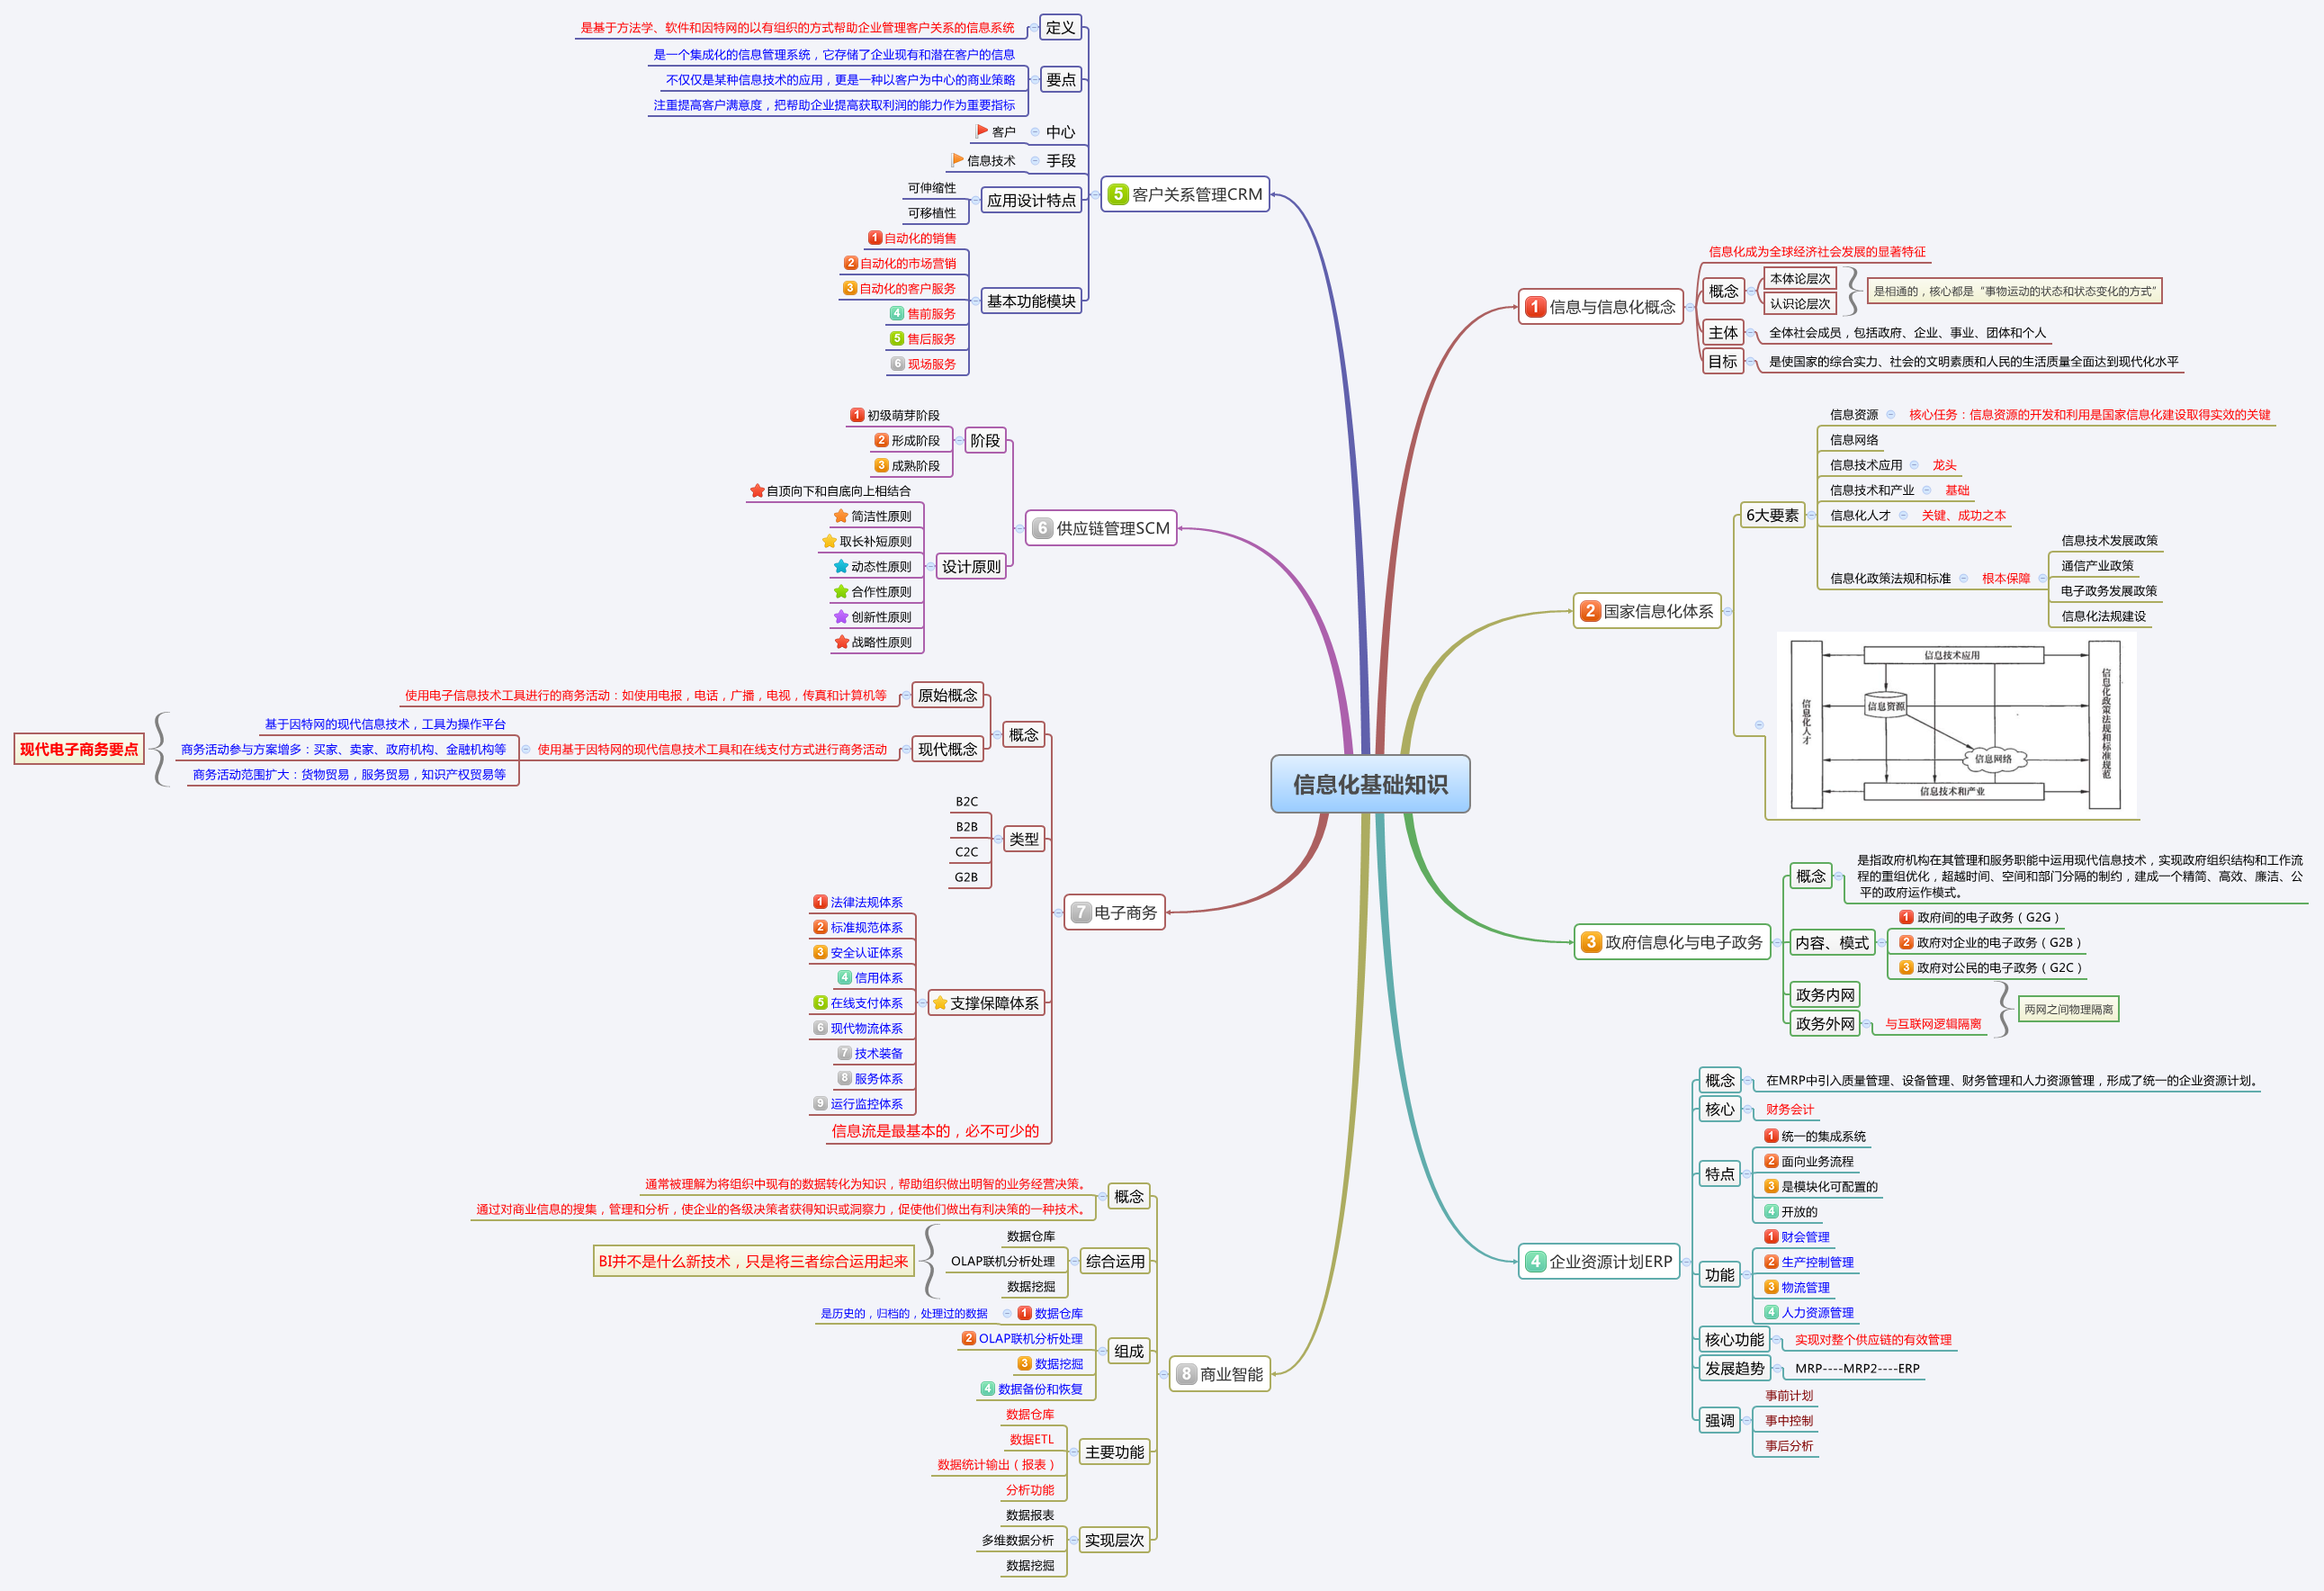 信息化基础知识
1 信息与信息化概念
信息化成为全球经济社会发展的显著特征
概念
本体论层次
认识论层次
是相通的，核心都是“事物运动的状态和状态变化的方式”
主体
全体社会成员，包括政府、企业、事业、团体和个人
目标
是使国家的综合实力、社会的文明素质和人民的生活质量全面达到现代化水平
2 国家信息化体系
6大要素
信息资源
核心任务：信息资源的开发和利用是国家信息化建设取得实效的关键
信息网络
信息技术应用
龙头
信息技术和产业
基础
信息化人才
关键、成功之本
信息化政策法规和标准
根本保障
信息技术发展政策
通信产业政策
电子政务发展政策
信息化法规建设
信息化人才
信息技术应用
信息资源
信息网络
信息技术和产业
信息化政策法规和标准规范
3 政府信息化与电子政务
概念
是指政府机构在其管理和服务职能中运用现代信息技术，实现政府组织结构和工作流
程的重组优化，超越时间、空间和部门分隔的制约，建成一个精简、高效、廉洁、公
平的政府运作模式。
内容、模式
1 政府间的电子政务（G2G）
2 政府对企业的电子政务（G2B）
3 政府对公民的电子政务（G2C）
政务内网
政务外网
与互联网逻辑隔离
两网之间物理隔离
4 企业资源计划ERP
概念
在MRP中引入质量管理、设备管理、财务管理和人力资源管理，形成了统一的企业资源计划。
核心
财务会计
特点
1 统一的集成系统
2 面向业务流程
3 是模块化可配置的
4 开放的
功能
1 财会管理
2 生产控制管理
3 物流管理
4 人力资源管理
核心功能
实现对整个供应链的有效管理
发展趋势
MRP----MRP2----ERP
强调
事前计划
事中控制
事后分析
5 客户关系管理CRM
定义
是基于方法学、软件和因特网的以有组织的方式帮助企业管理客户关系的信息系统
要点
是一个集成化的信息管理系统，它存储了企业现有和潜在客户的信息
不仅仅是某种信息技术的应用，更是一种以客户为中心的商业策略
注重提高客户满意度，把帮助企业提高获取利润的能力作为重要指标
中心
客户
手段
信息技术
应用设计特点
可伸缩性
可移植性
基本功能模块
1 自动化的销售
2 自动化的市场营销
3 自动化的客户服务
4 售前服务
5 售后服务
6 现场服务
6 供应链管理SCM
阶段
1 初级萌芽阶段
2 形成阶段
3 成熟阶段
设计原则
自顶向下和自底向上相结合
简洁性原则
取长补短原则
动态性原则
合作性原则
创新性原则
战略性原则
7 电子商务
概念
原始概念
使用电子信息技术工具进行的商务活动：如使用电报，电话，广播，电视，传真和计算机等
现代概念
使用基于因特网的现代信息技术工具和在线支付方式进行商务活动
基于因特网的现代信息技术，工具为操作平台
商务活动参与方案增多：买家、卖家、政府机构、金融机构等
商务活动范围扩大：货物贸易，服务贸易，知识产权贸易等
现代电子商务要点
类型
B2C
B2B
C2C
G2B
支撑保障体系
1 法律法规体系
2 标准规范体系
3 安全认证体系
4 信用体系
5 在线支付体系
6 现代物流体系
7 技术装备
8 服务体系
9 运行监控体系
信息流是最基本的，必不可少的
8 商业智能
概念
通常被理解为将组织中现有的数据转化为知识，帮助组织做出明智的业务经营决策。
通过对商业信息的搜集，管理和分析，使企业的各级决策者获得知识或洞察力，促使他们做出有利决策的一种技术。
综合运用
数据仓库
OLAP联机分析处理
数据挖掘
BI并不是什么新技术，只是将三者综合运用起来
组成
1 数据仓库
是历史的，归档的，处理过的数据
2 OLAP联机分析处理
3 数据挖掘
4 数据备份和恢复
主要功能
数据仓库
数据ETL
数据统计输出（报表）
分析功能
实现层次
数据报表
多维数据分析
数据挖掘